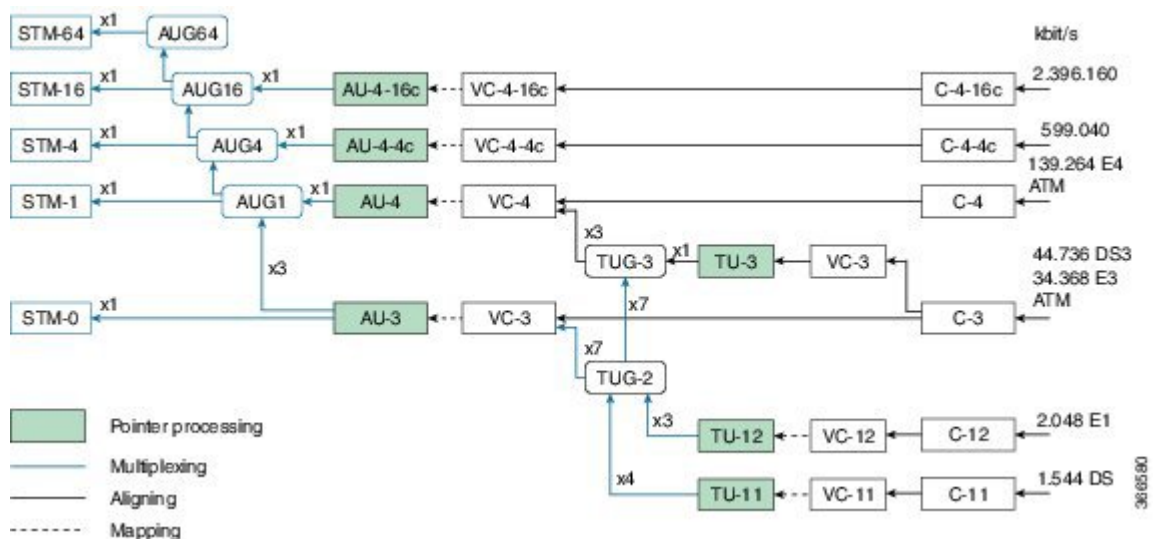 STM-64 x1 AUG64 kbit/s
STM-16 x1 AUG16 x1 AU-4-16c VC-4-16c C-4-16c 2.396.160
STM-4 x1 AUG4 x1 AU-4-4c VC-4-4c C-4-4c 599.040
139.264 E4
STM-1 x1 AUG1 x1 AU-4 VC-4 C-4 ATM
x3 TUG-3 x1 TU-3 VC-3 44.736 DS3
x3 34.368 E3
STM-0 x1 AU-3 VC-3 x7 C-3 ATM
x7 TUG-2
Pointer processing x3 TU-12 VC-12 C-12 2.048 E1
Multiplexing
Aligning x4 TU-11 VC-11 C-11 1.544 DS
Mapping
366580